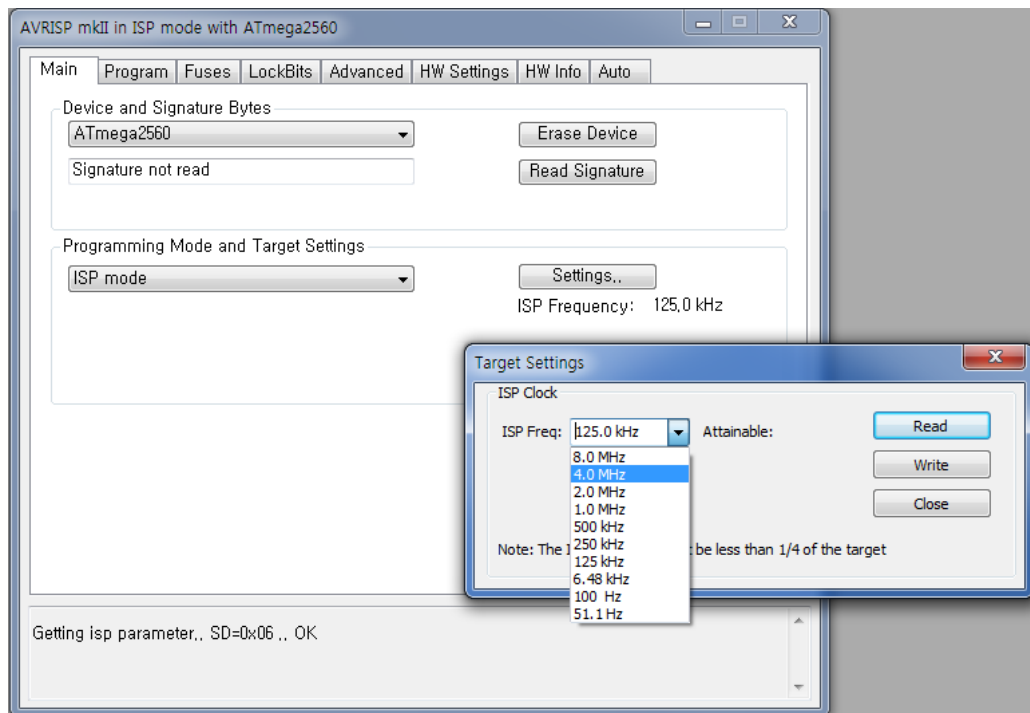 AVRISP mkII in ISP mode with ATmega2560
Main Program Fuses LockBits Advanced HW Settings HW Info Auto
Device and Signature Bytes
ATmega2560 Erase Device
Signature not read Read Signature
Programming Mode and Target Settings
ISP mode Settings..
ISP Frequency: 125.0 kHz
Target Settings
ISP Clock
ISP Freq: 125.0 kHz Attainable: Read
8.0 MHz
4.0 MHz
Write
2.0 MHz
1.0 MHz
Close
500 kHz
250 kHz
Note: The I be less than 1/4 of the target
125 kHz
6.48 kHz
100 Hz
51.1 Hz
Getting isp parameter.. SD=0x06 .. OK